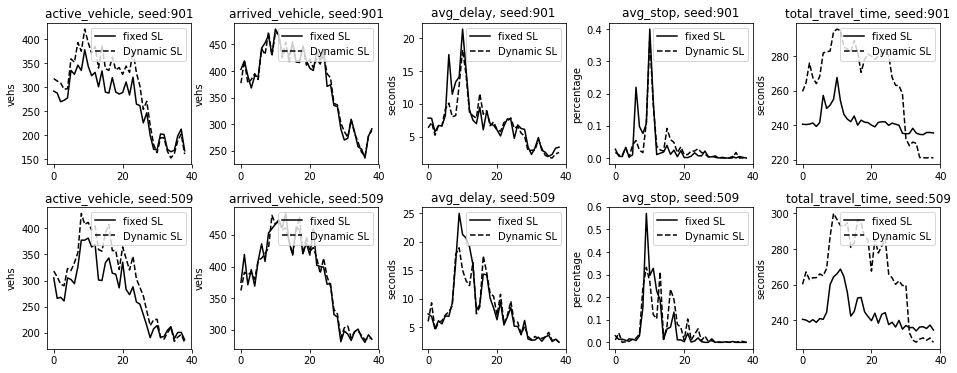 active_vehicle, seed:901
400
350
300
250
200
150
vehs
fixed SL
Dynamic SL
0
20
40
arrived_vehicle, seed:901
450
400
350
300
250
vehs
fixed SL
Dynamic SL
0
20
40
avg_delay, seed:901
20
15
10
5
seconds
fixed SL
Dynamic SL
0
20
40
avg_stop, seed:901
0.4
0.3
0.2
0.1
0.0
percentage
fixed SL
Dynamic SL
0
20
40
total_travel_time, seed:901
280
260
240
220
seconds
fixed SL
Dynamic SL
0
20
40
active_vehicle, seed:509
400
350
300
250
200
vehs
fixed SL
Dynamic SL
0
20
40
arrived_vehicle, seed:509
450
400
350
300
vehs
fixed SL
Dynamic SL
0
20
40
avg_delay, seed:509
25
20
15
10
5
seconds
fixed SL
Dynamic SL
0
20
40
avg_stop, seed:509
0.6
0.5
0.4
0.3
0.2
0.1
0.0
percentage
fixed SL
Dynamic SL
0
20
40
total_travel_time, seed:509
300
280
260
240
seconds
fixed SL
Dynamic SL
0
20
40